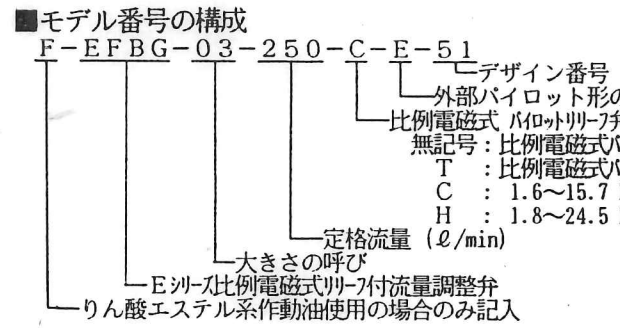 ■モデル番号の構成
F-EFBG-03-250-C-E-51
デザイン番号
外部パイロット形の
比例電磁式 パイロットリリーフ弁
無記号：比例電磁式パ
T ：比例電磁式パ
C ： 1.6～15.7
H ： 1.8～24.5
定格流量 (ℓ/min)
大きさの呼び
Eシリーズ比例電磁式リリーフ付流量調整弁
りん酸エステル系作動油使用の場合のみ記入